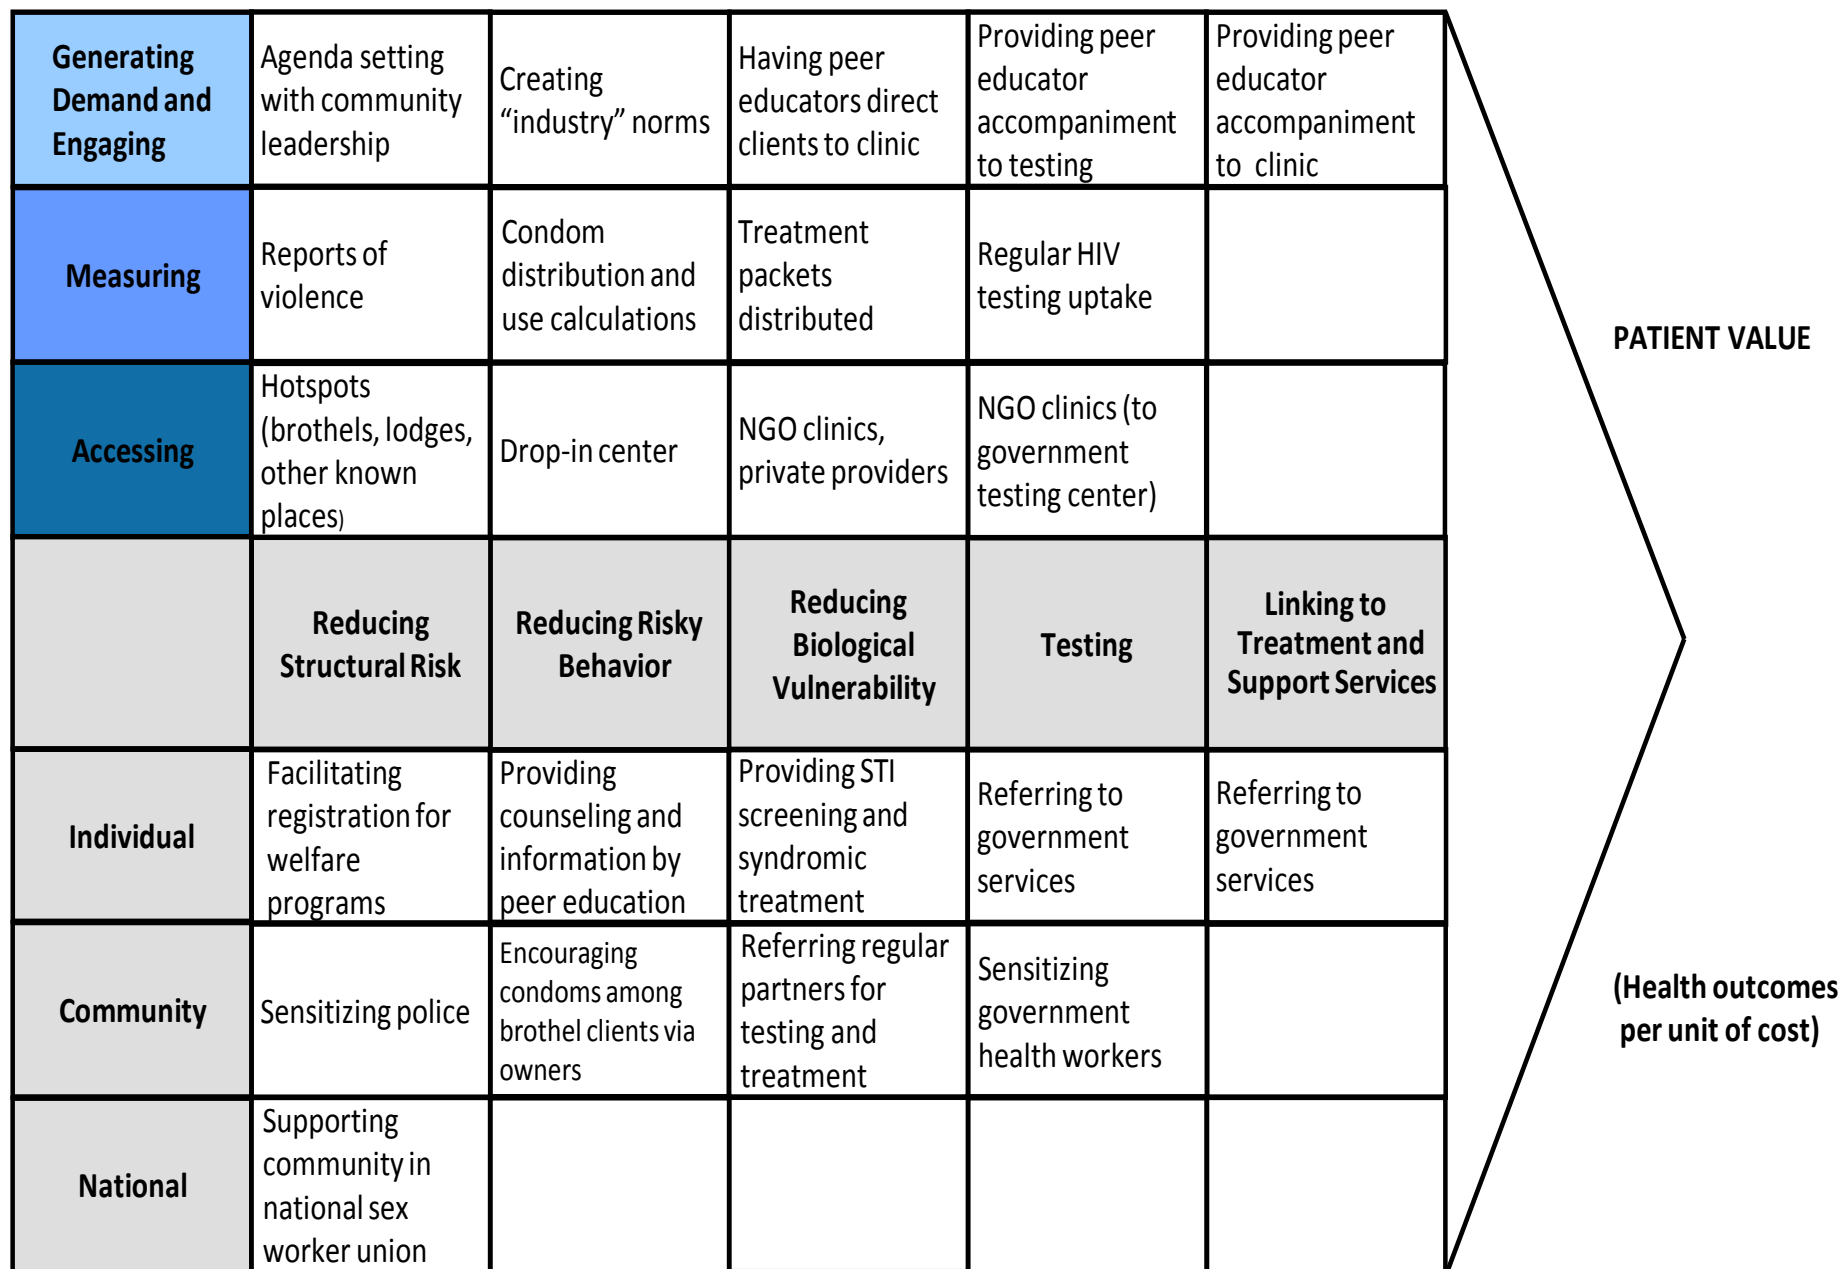 Generating
Demand and
Engaging
Agenda setting
with community
leadership
Creating
“industry” norms
Having peer
educators direct
clients to clinic
Providing peer
educator
accompaniment
to testing
Providing peer
educator
accompaniment
to clinic
Measuring
Reports of
violence
Condom
distribution and
use calculations
Treatment
packets
distributed
Regular HIV
testing uptake
Accessing
Hotspots
(brothels, lodges,
other known
places)
Drop-in center
NGO clinics,
private providers
NGO clinics (to
government
testing center)
Reducing
Structural Risk
Reducing Risky
Behavior
Reducing
Biological
Vulnerability
Testing
Linking to
Treatment and
Support Services
Individual
Facilitating
registration for
welfare
programs
Providing
counseling and
information by
peer education
Providing STI
screening and
syndromic
treatment
Referring to
government
services
Referring to
government
services
Community
Sensitizing police
Encouraging
condoms among
brothel clients via
owners
Referring regular
partners for
testing and
treatment
Sensitizing
government
health workers
National
Supporting
community in
national sex
worker union
PATIENT VALUE
(Health outcomes
per unit of cost)